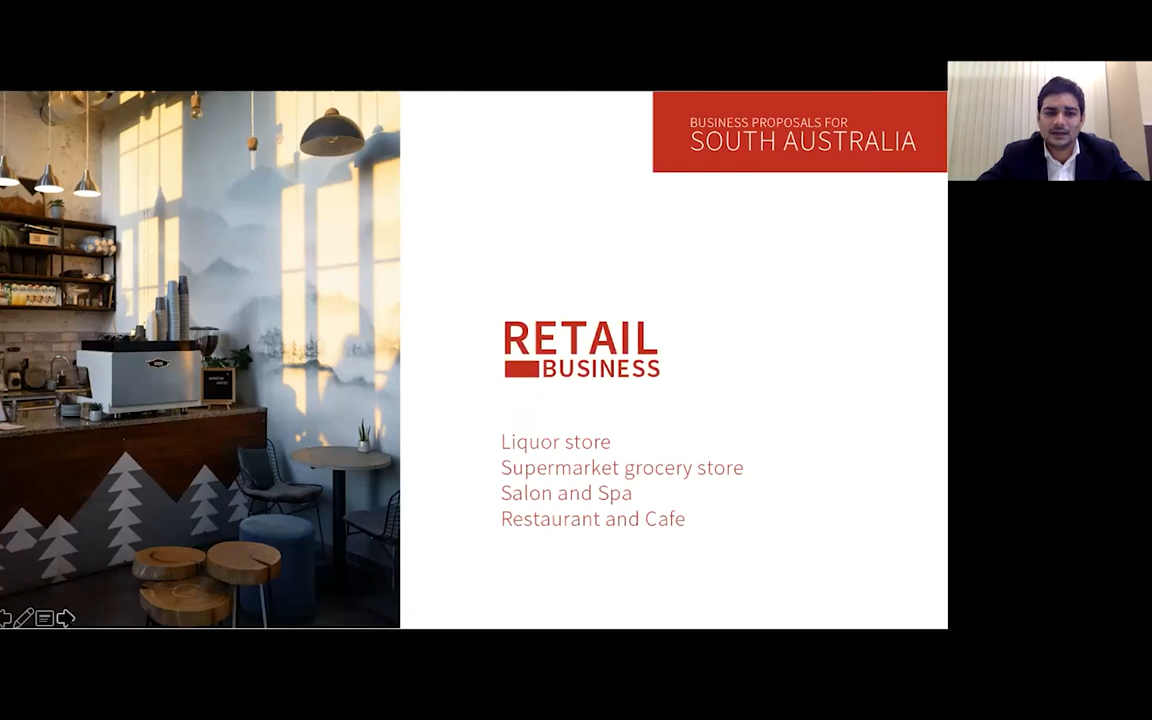 BUSINESS PROPOSALS FOR
SOUTH AUSTRALIA
RETAIL
BUSINESS
Liquor store
Supermarket grocery store
Salon and Spa
Restaurant and Cafe